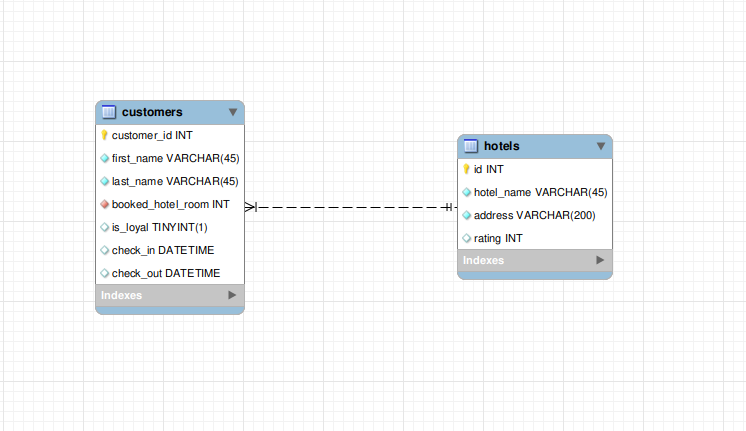 customers
customer_id INT
first_name VARCHAR(45)
last_name VARCHAR(45)
booked_hotel_room INT
is_loyal TINYINT(1)
check_in DATETIME
check_out DATETIME
Indexes
hotels
id INT
hotel_name VARCHAR(45)
address VARCHAR(200)
rating INT
Indexes